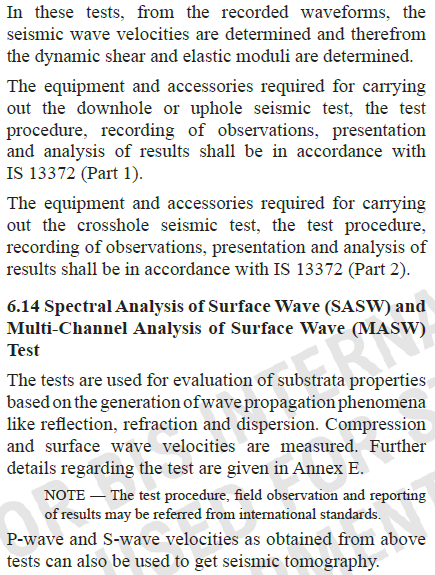 In these tests, from the recorded waveforms, the
seismic wave velocities are determined and therefrom
the dynamic shear and elastic moduli are determined.
The equipment and accessories required for carrying
out the downhole or uphole seismic test, the test
procedure, recording of observations, presentation
and analysis of results shall be in accordance with
IS 13372 (Part 1).
The equipment and accessories required for carrying
out the crosshole seismic test, the test procedure,
recording of observations, presentation and analysis of
results shall be in accordance with IS 13372 (Part 2).
6.14 Spectral Analysis of Surface Wave (SASW) and
Multi-Channel Analysis of Surface Wave (MASW)
Test
The tests are used for evaluation of substrata properties
based on the generation of wave propagation phenomena
like reflection, refraction and dispersion. Compression
and surface wave velocities are measured. Further
details regarding the test are given in Annex E.
NOTE — The test procedure, field observation and reporting
of results may be referred from international standards.
P-wave and S-wave velocities as obtained from above
tests can also be used to get seismic tomography.
OR BIS INTERNA
USED FOR S